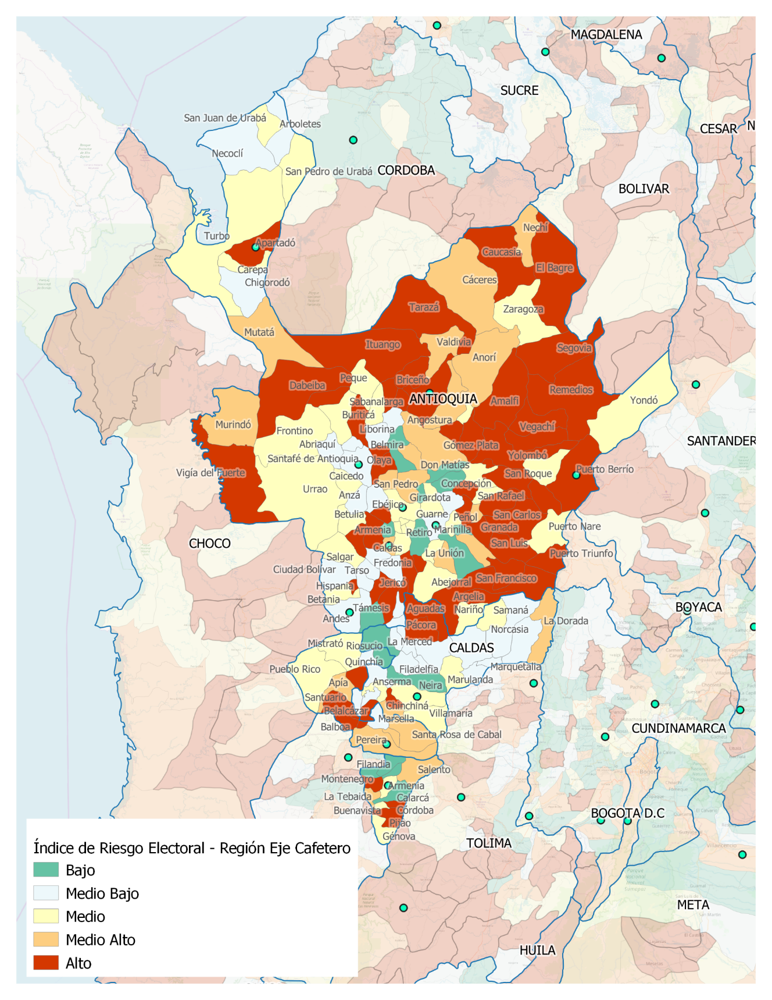 MAGDALENA
SUCRE
San Juan de Urabá
Arboletes
CESAR
N
Necoclí
San Pedro de Urabá
CORDOBA
BOLIVAR
Nechí
Turbo
Apartadó
Caucasia
El Bagre
Carepa
Chigorodó
Cáceres
Tarazá
Zaragoza
Mutatá
Ituango
Valdivia
Segovia
Anorí
Peque
Briceño
Dabeiba
Remedios
Sabanalarga
ANTIOQUIA
Amalfi
Yondó
Buriticá
Murindó
Angostura
Frontino
Liborina
Vegachí
Abriaquí
Belmira
Gómez Plata
SANTANDER
Santafé de Antioquia
Olaya
Yolombó
Don Matías
Vigía del Fuerte
Caicedo
San Roque
Puerto Berrío
Urrao
San Pedro
Concepción
Anzá
Girardota
San Rafael
Ebéjico
Betulia
Guarne
Peñol
San Carlos
Armenia
Retiro
Marinilla
Granada
Puerto Nare
CHOCO
San Luis
Caldas
La Unión
Puerto Triunfo
Salgar
Fredonia
Ciudad Bolívar
Tarso
San Francisco
Hispania
Jericó
Abejorral
Betania
Argelia
Támesis
Aguadas
Nariño
Samaná
BOYACA
Andes
Pácora
La Dorada
Norcasia
Mistrató
Riosucio
La Merced
CALDAS
Quinchía
Pueblo Rico
Filadelfia
Marquetalia
Apía
Anserma
Neira
Marulanda
Santuario
Chinchiná
Belalcázar
Villamaría
Marsella
Balboa
CUNDINAMARCA
Pereira
Santa Rosa de Cabal
Filandia
Salento
Montenegro
Armenia
La Tebaida
Calarcá
Buenavista
Córdoba
BOGOTA D.C
Pijao
Génova
TOLIMA
Índice de Riesgo Electoral - Región Eje Cafetero
Bajo
Medio Bajo
Medio
Medio Alto
Alto
META
HUILA